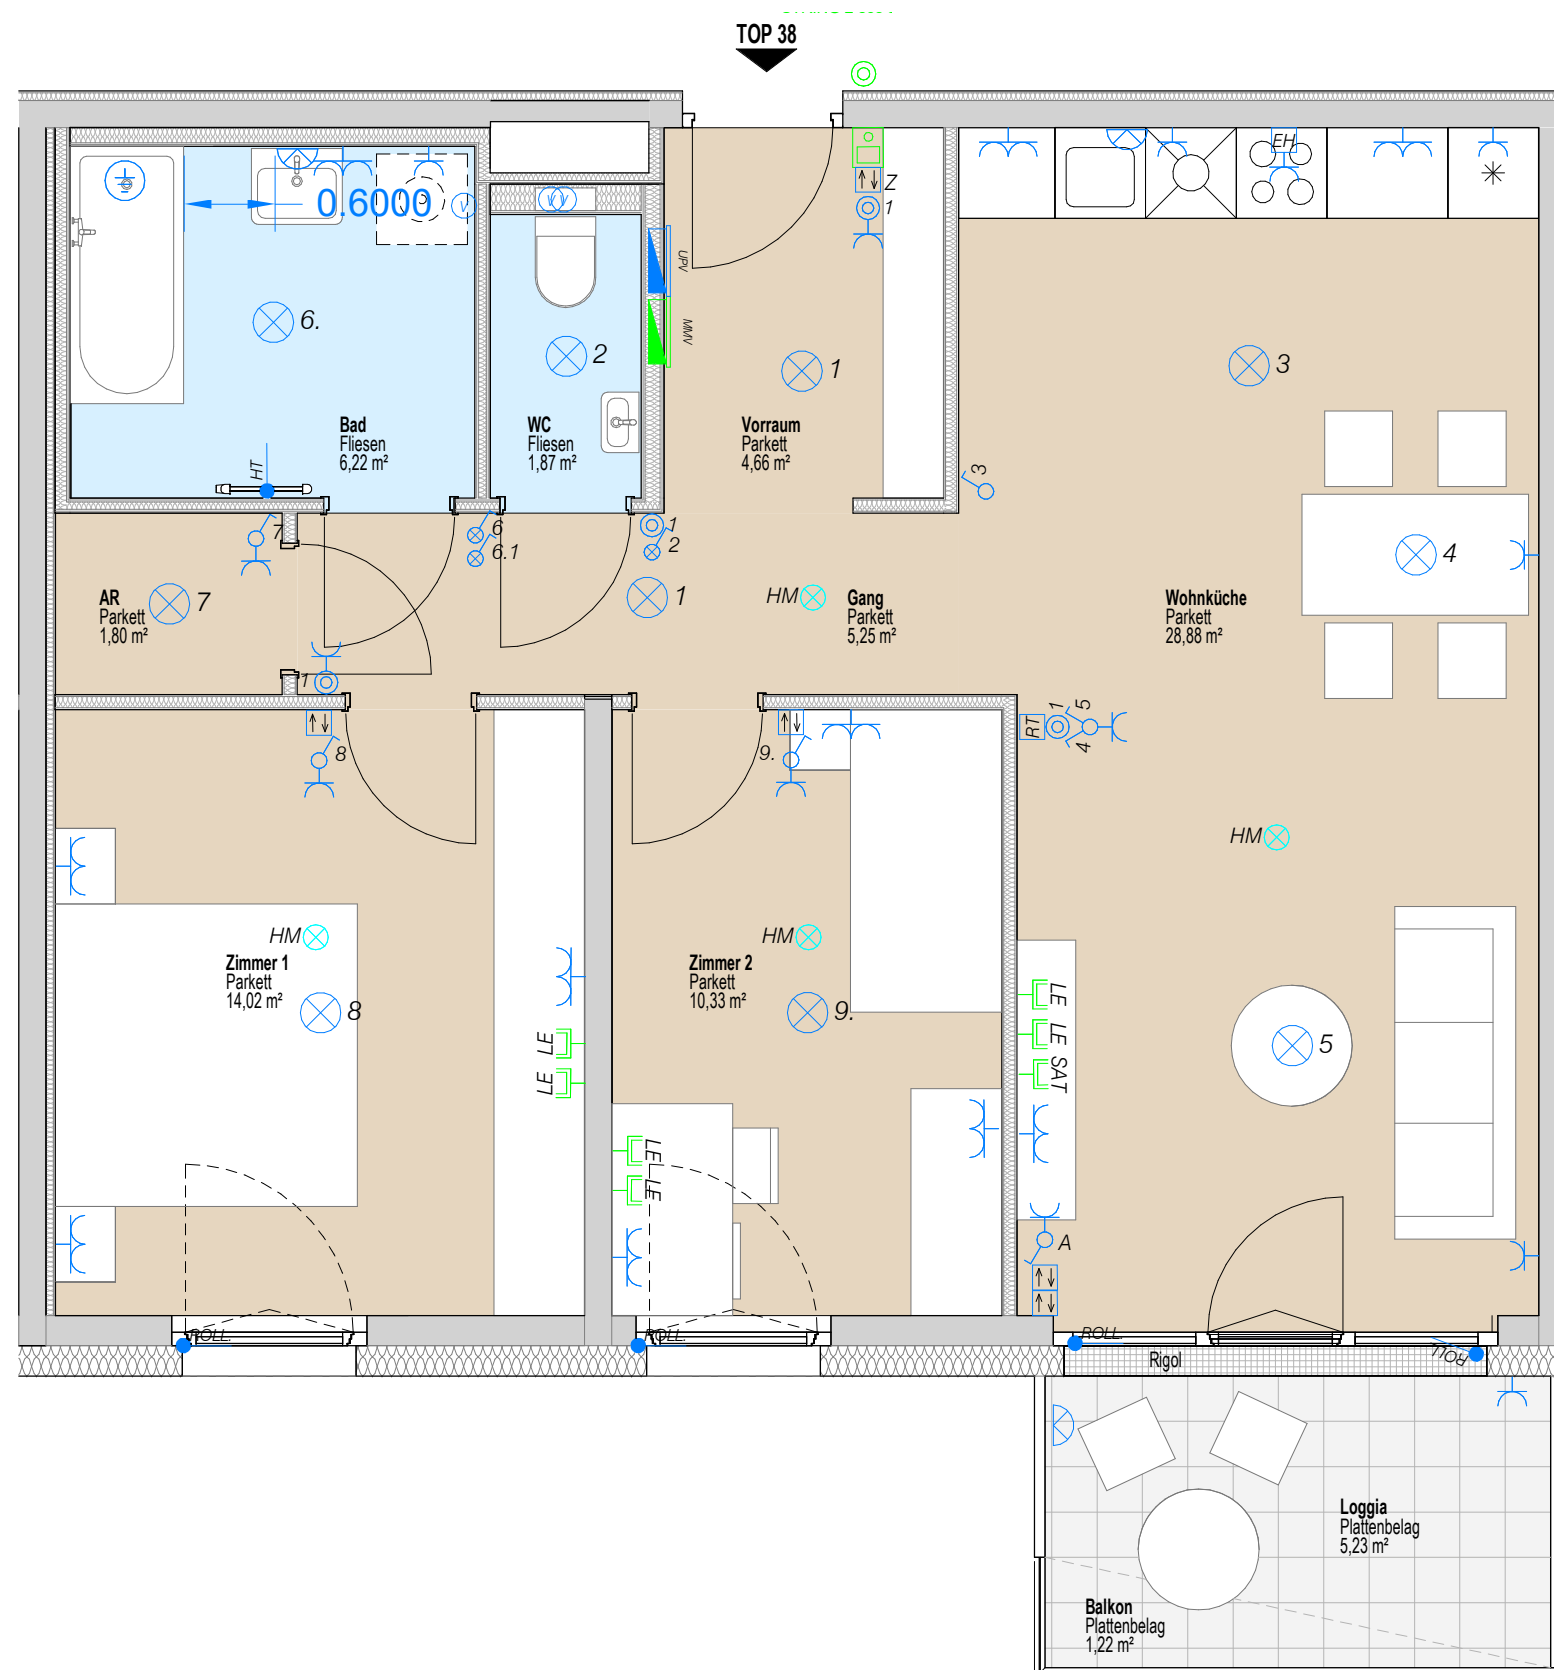 TOP 38
EH
Z
1
0.6000
V
V V
UPV
MMV
6.
2
1
3
Bad
Fliesen
6,22 m²
WC
Fliesen
1,87 m²
Vorraum
Parkett
4,66 m²
HT
3
7
6
6.1
1
2
4
AR
Parkett
1,80 m²
7
1
HM
Gang
Parkett
5,25 m²
Wohnküche
Parkett
28,88 m²
1
8
9.
RT
1
5
4
HM
HM
HM
Zimmer 1
Parkett
14,02 m²
8
Zimmer 2
Parkett
10,33 m²
9.
LE
LE
SAT
5
LE
LE
LE
LE
A
ROLL.
ROLL.
ROLL.
ROLL.
Rigol
Loggia
Plattenbelag
5,23 m²
Balkon
Plattenbelag
1,22 m²